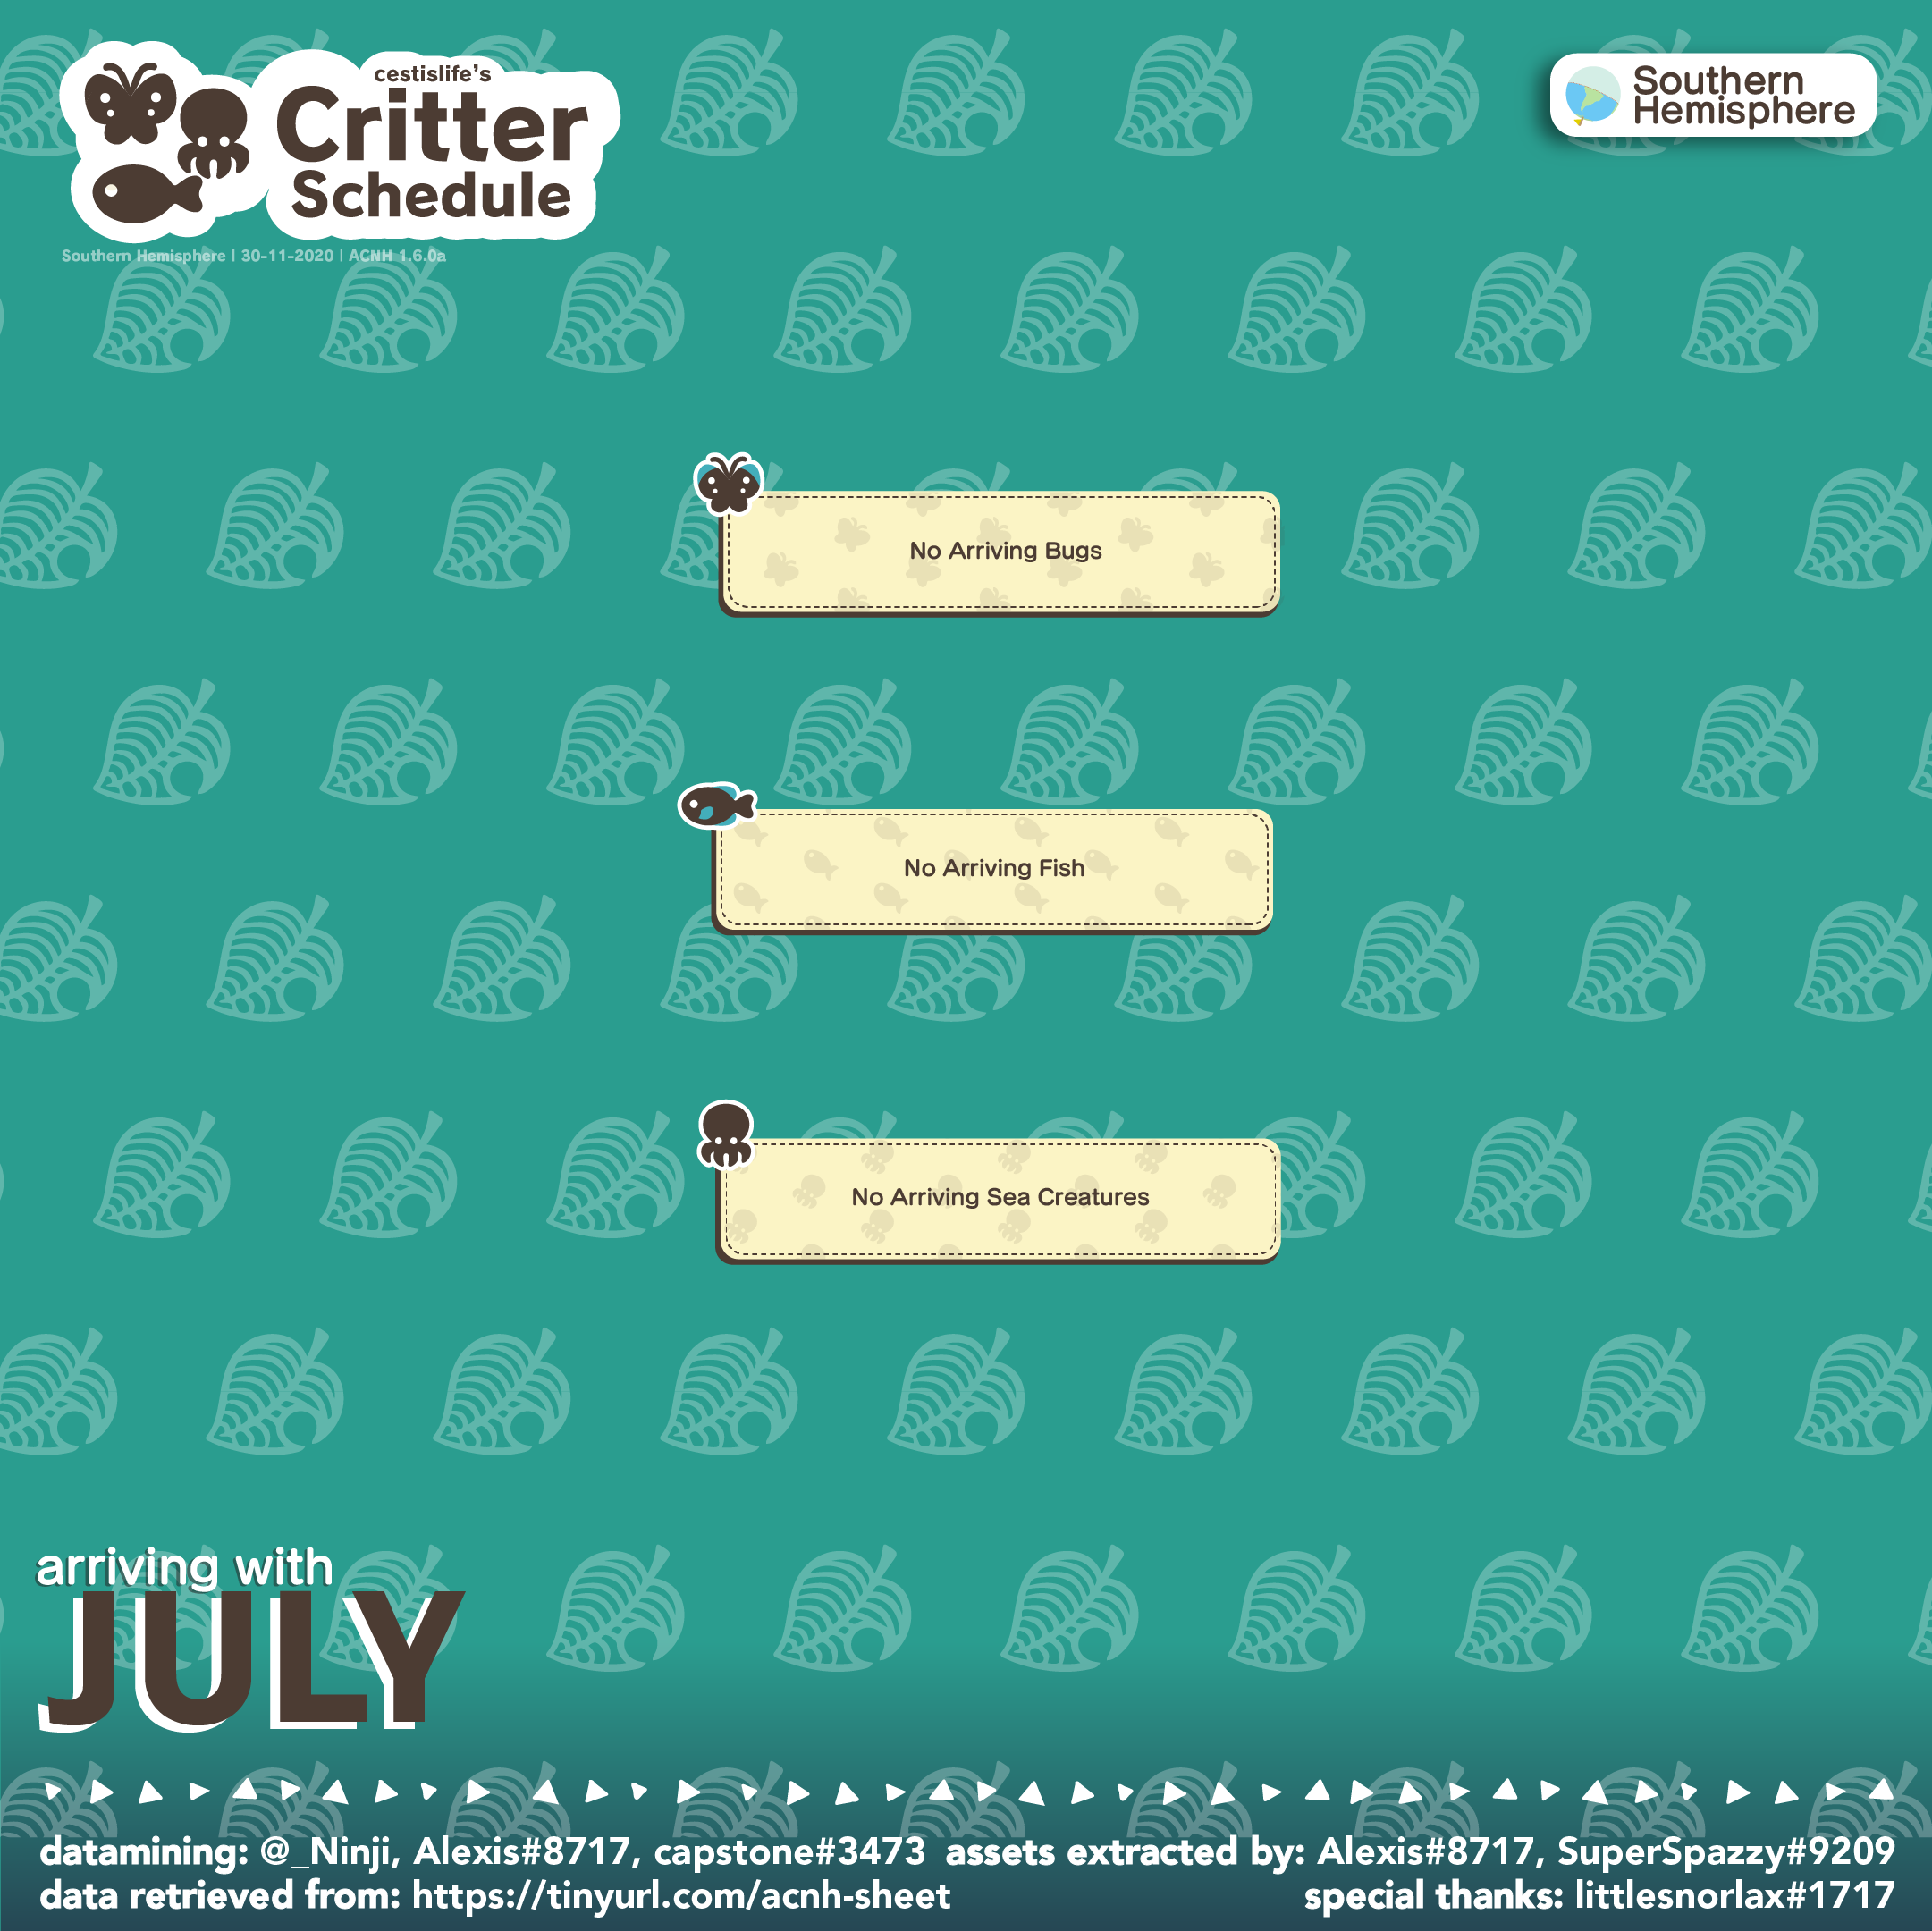 cestislife's
Critter
Schedule
Southern Hemisphere | 30-11-2020 | ACNH 1.6.0a
Southern
Hemisphere
No Arriving Bugs
No Arriving Fish
No Arriving Sea Creatures
arriving with
JULY
datamining: @_Ninji, Alexis#8717, capstone#3473 assets extracted by: Alexis#8717, SuperSpazzy#9209
data retrieved from: https://tinyurl.com/acnh-sheet special thanks: littlesnorlax#1717